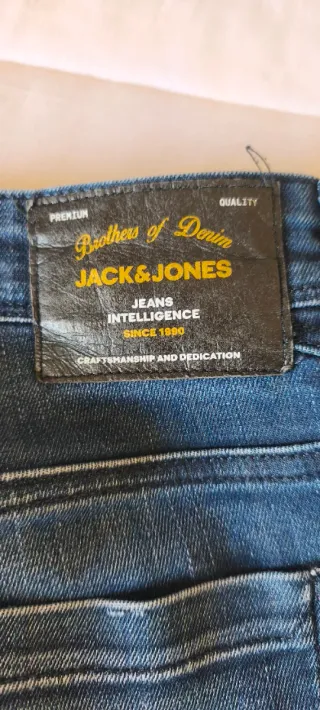 PREMIUM QUALITY
Brothers of Denim
JACK&JONES
JEANS
INTELLIGENCE
SINCE 1990
CRAFTSMANSHIP AND DEDICATION